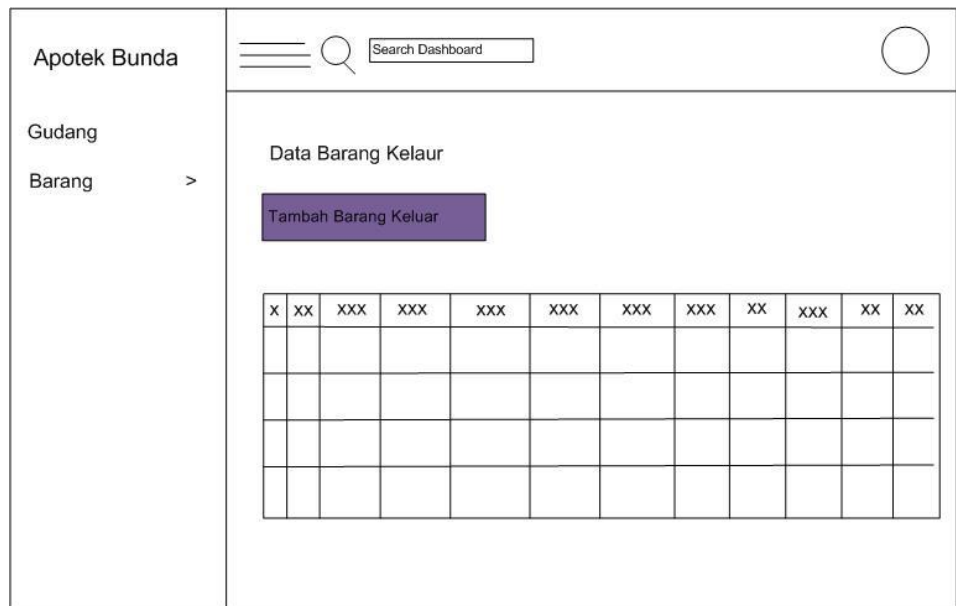 Apotek Bunda
Search Dashboard
Gudang
Barang >
Data Barang Kelaur
Tambah Barang Keluar
x xx xxx xxx xxx xxx xxx xxx xx xxx xx xx